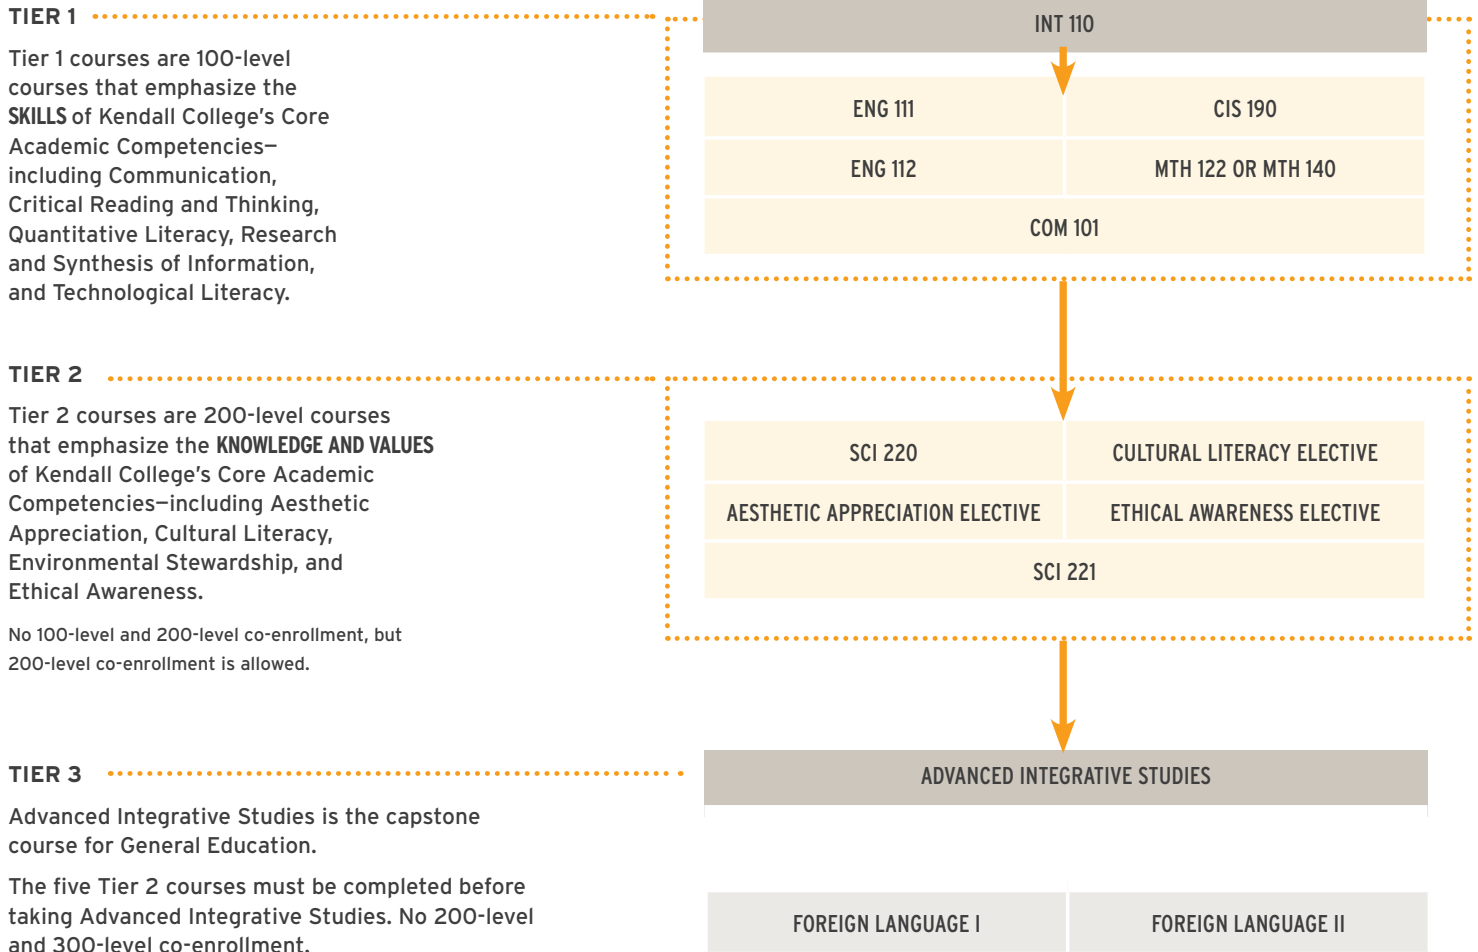 TIER 1
Tier 1 courses are 100-level
courses that emphasize the
SKILLS of Kendall College's Core
Academic Competencies—
including Communication,
Critical Reading and Thinking,
Quantitative Literacy, Research
and Synthesis of Information,
and Technological Literacy.
INT 110
ENG 111
CIS 190
ENG 112
MTH 122 OR MTH 140
COM 101
TIER 2
Tier 2 courses are 200-level courses
that emphasize the KNOWLEDGE AND VALUES
of Kendall College's Core Academic
Competencies—including Aesthetic
Appreciation, Cultural Literacy,
Environmental Stewardship, and
Ethical Awareness.
No 100-level and 200-level co-enrollment, but
200-level co-enrollment is allowed.
SCI 220
CULTURAL LITERACY ELECTIVE
AESTHETIC APPRECIATION ELECTIVE
ETHICAL AWARENESS ELECTIVE
SCI 221
TIER 3
Advanced Integrative Studies is the capstone
course for General Education.
The five Tier 2 courses must be completed before
taking Advanced Integrative Studies. No 200-level
and 300-level co-enrollment.
ADVANCED INTEGRATIVE STUDIES
FOREIGN LANGUAGE I
FOREIGN LANGUAGE II